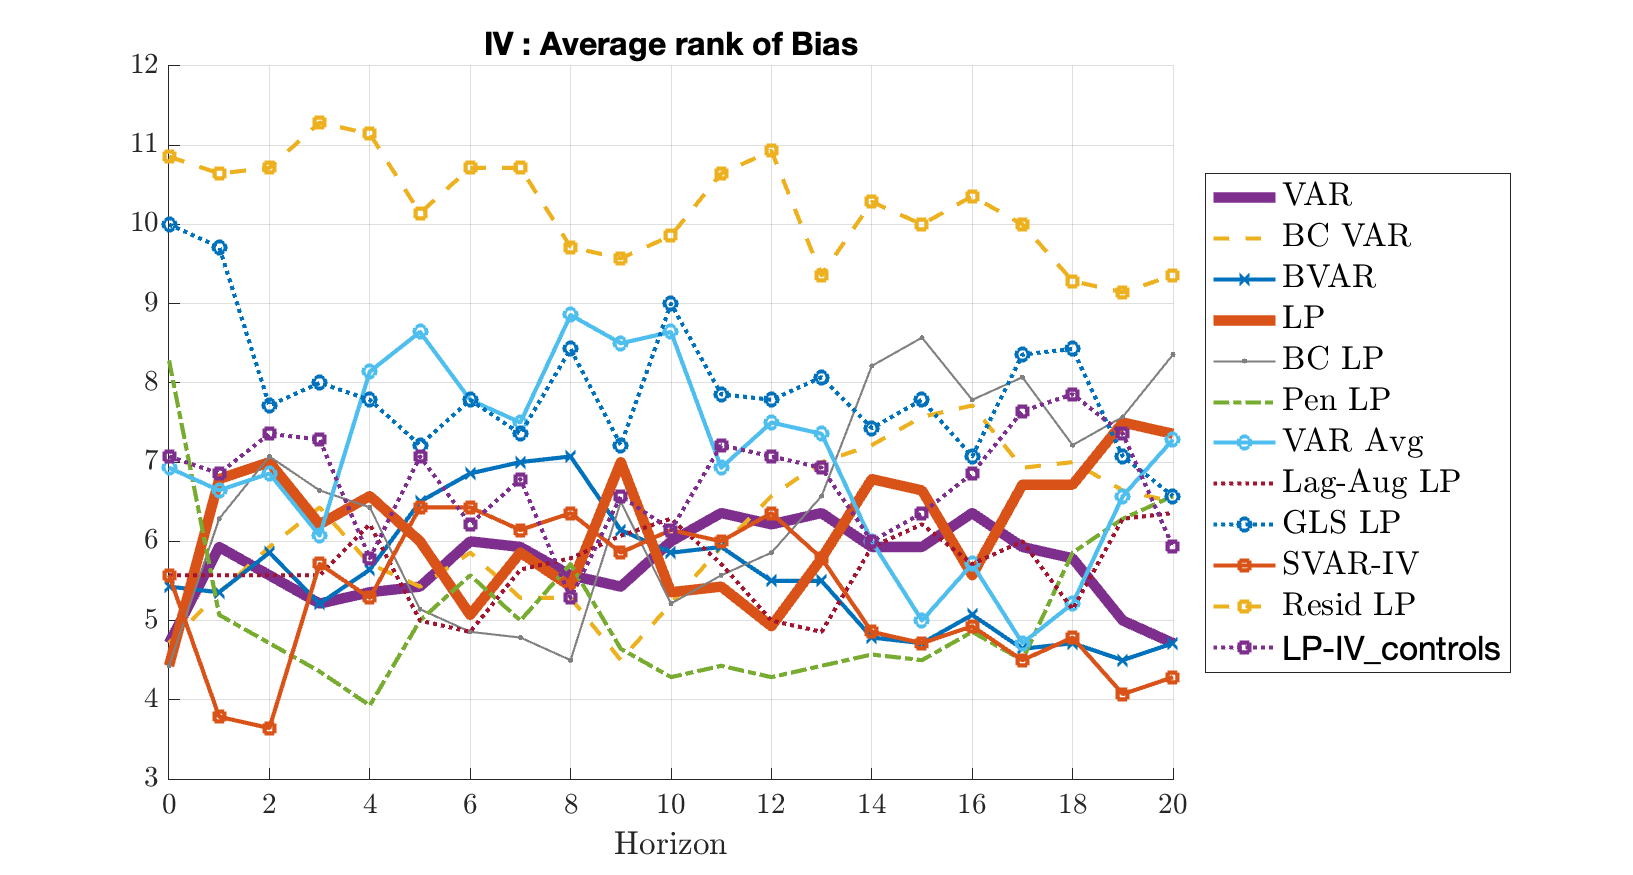 IV : Average rank of Bias
12
11
10
9
8
7
6
5
4
3
0 2 4 6 8 10 12 14 16 18 20
Horizon
VAR
BC VAR
BVAR
LP
BC LP
Pen LP
VAR Avg
Lag-Aug LP
GLS LP
SVAR-IV
Resid LP
LP-IV_controls